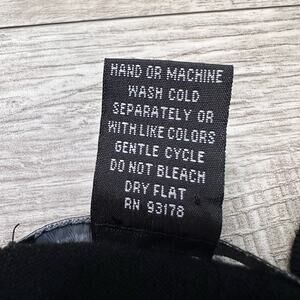 HAND OR MACHINE
WASH COLD
SEPARATELY OR
WITH LIKE COLORS
GENTLE CYCLE
DO NOT BLEACH
DRY FLAT
RN 93178